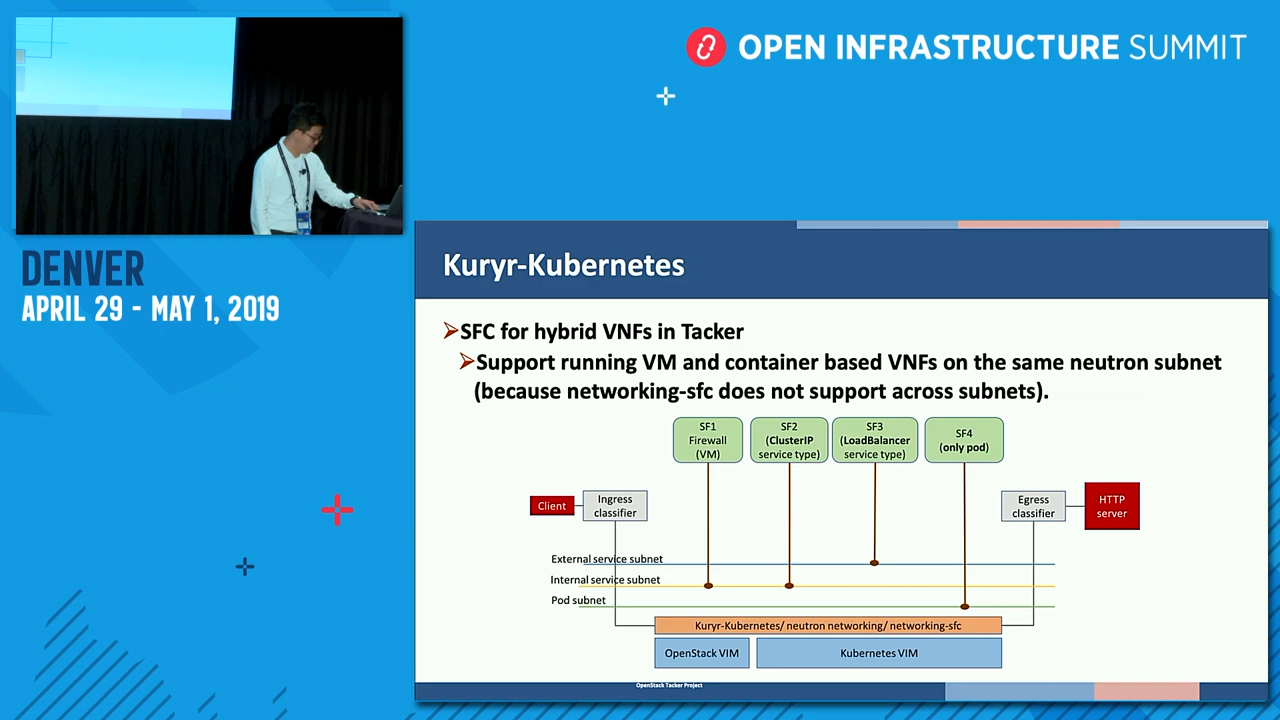 OPEN INFRASTRUCTURE SUMMIT
DENVER
APRIL 29 - MAY 1, 2019
Kuryr-Kubernetes
➢SFC for hybrid VNFs in Tacker
➢Support running VM and container based VNFs on the same neutron subnet
(because networking-sfc does not support across subnets).
SF1
Firewall
(VM)
SF2
(ClusterIP
service type)
SF3
(LoadBalancer
service type)
SF4
(only pod)
Client
Ingress
classifier
Egress
classifier
HTTP
server
External service subnet
Internal service subnet
Pod subnet
Kuryr-Kubernetes/ neutron networking/ networking-sfc
OpenStack VIM
Kubernetes VIM
OpenStack Tacker Project